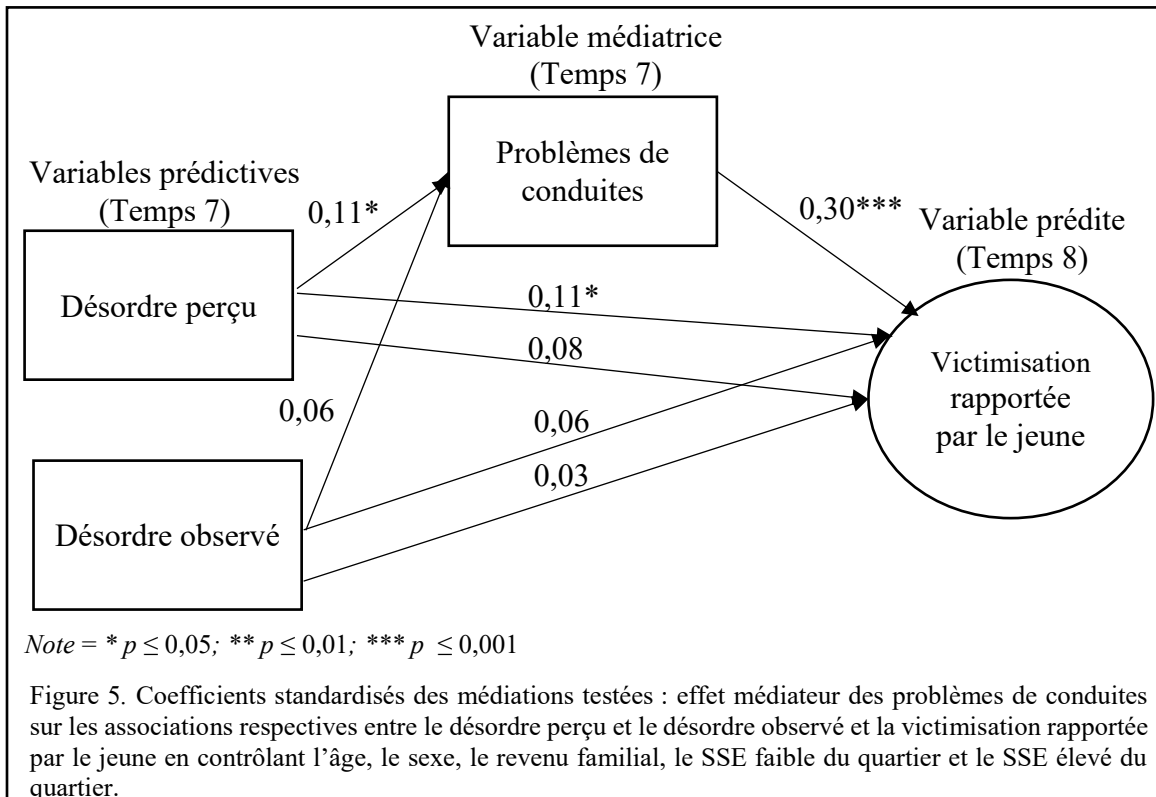 Variable médiatrice
(Temps 7)
Problèmes de
conduites
Variables prédictives
(Temps 7)
0,11*
0,30***
Variable prédite
(Temps 8)
Désordre perçu
0,11*
0,08
Victimisation
rapportée
par le jeune
0,06
0,06
0,03
Désordre observé
Note = * p ≤ 0,05; ** p ≤ 0,01; *** p ≤ 0,001
Figure 5. Coefficients standardisés des médiations testées : effet médiateur des problèmes de conduites
sur les associations respectives entre le désordre perçu et le désordre observé et la victimisation rapportée
par le jeune en contrôlant l’âge, le sexe, le revenu familial, le SSE faible du quartier et le SSE élevé du
quartier.